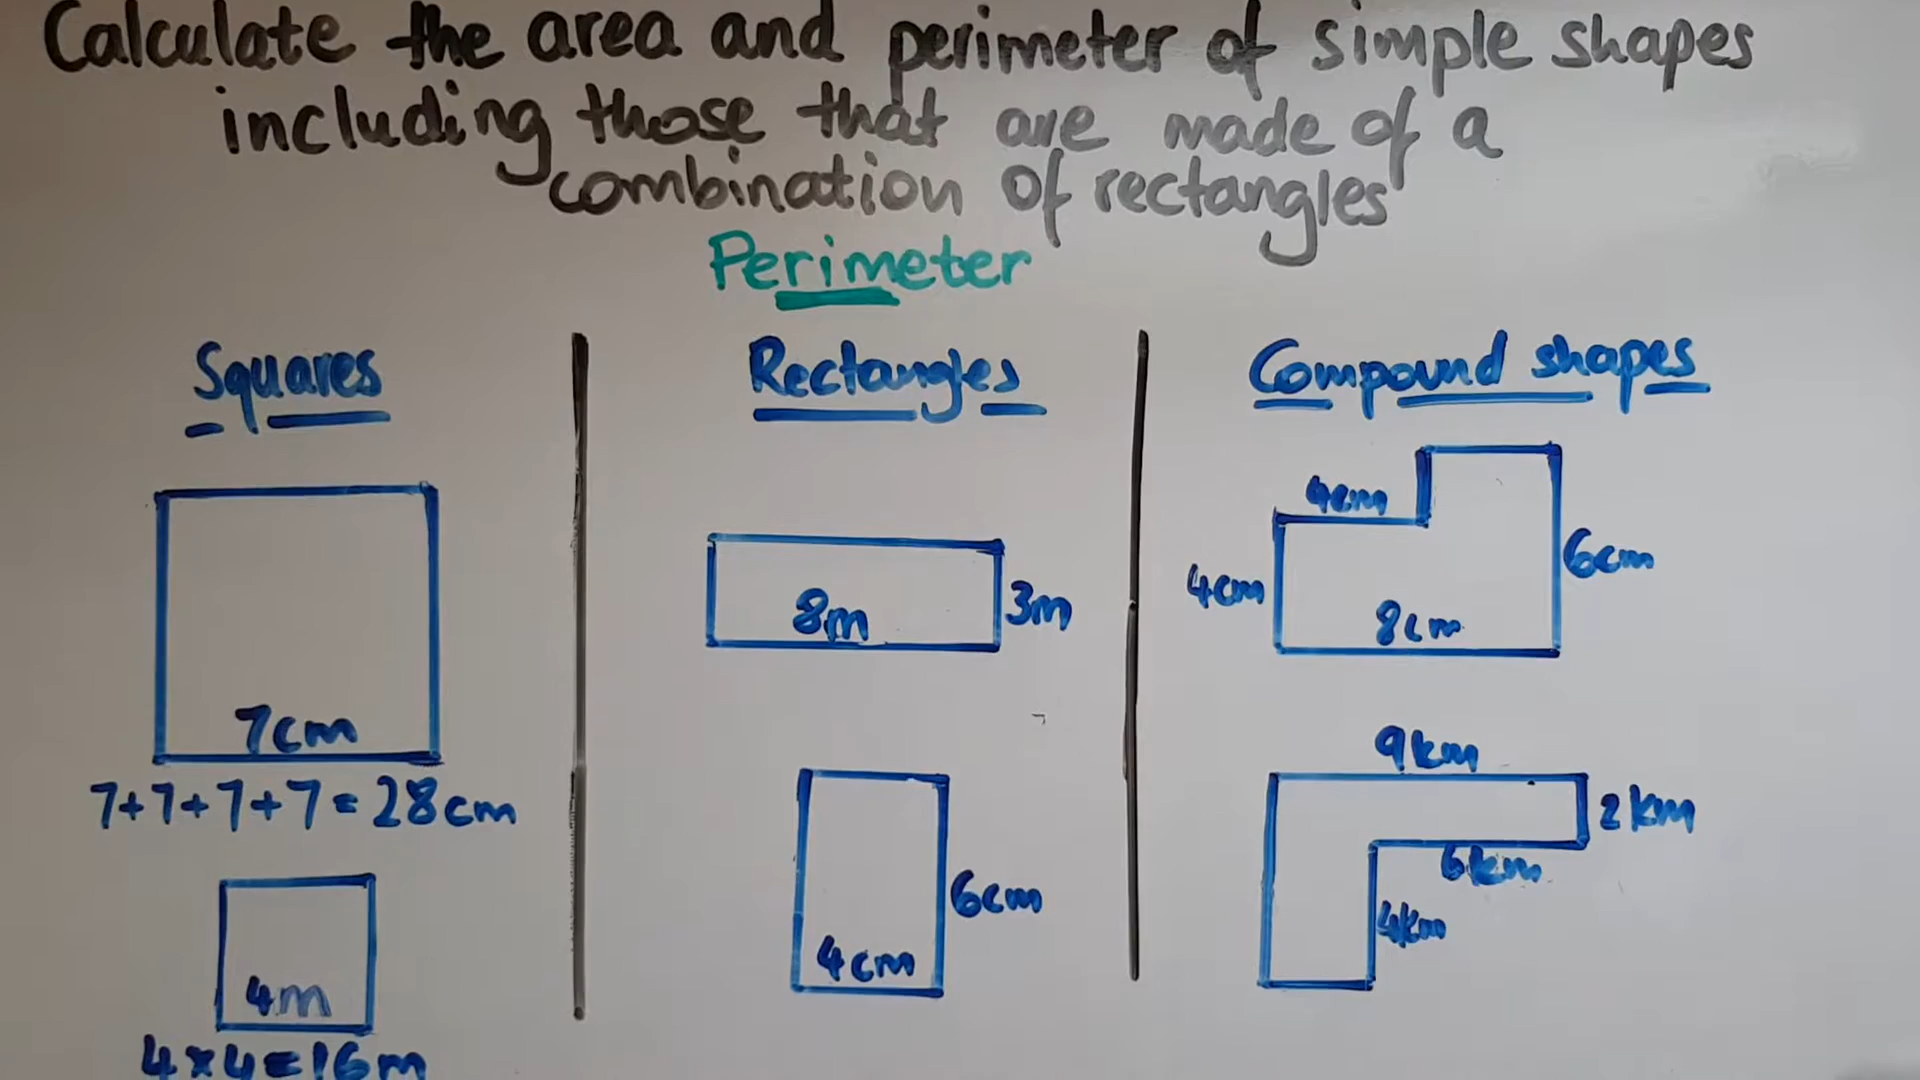 Calculate the area and perimeter of simple shapes
including those that are made of a
combination of rectangles
Perimeter
Squares
7cm
7+7+7+7=28cm
4m
4×4=16m
Rectangles
8m
3m
6cm
4cm
Compound shapes
4cm
4cm
6cm
8cm
9km
2km
6km
4km